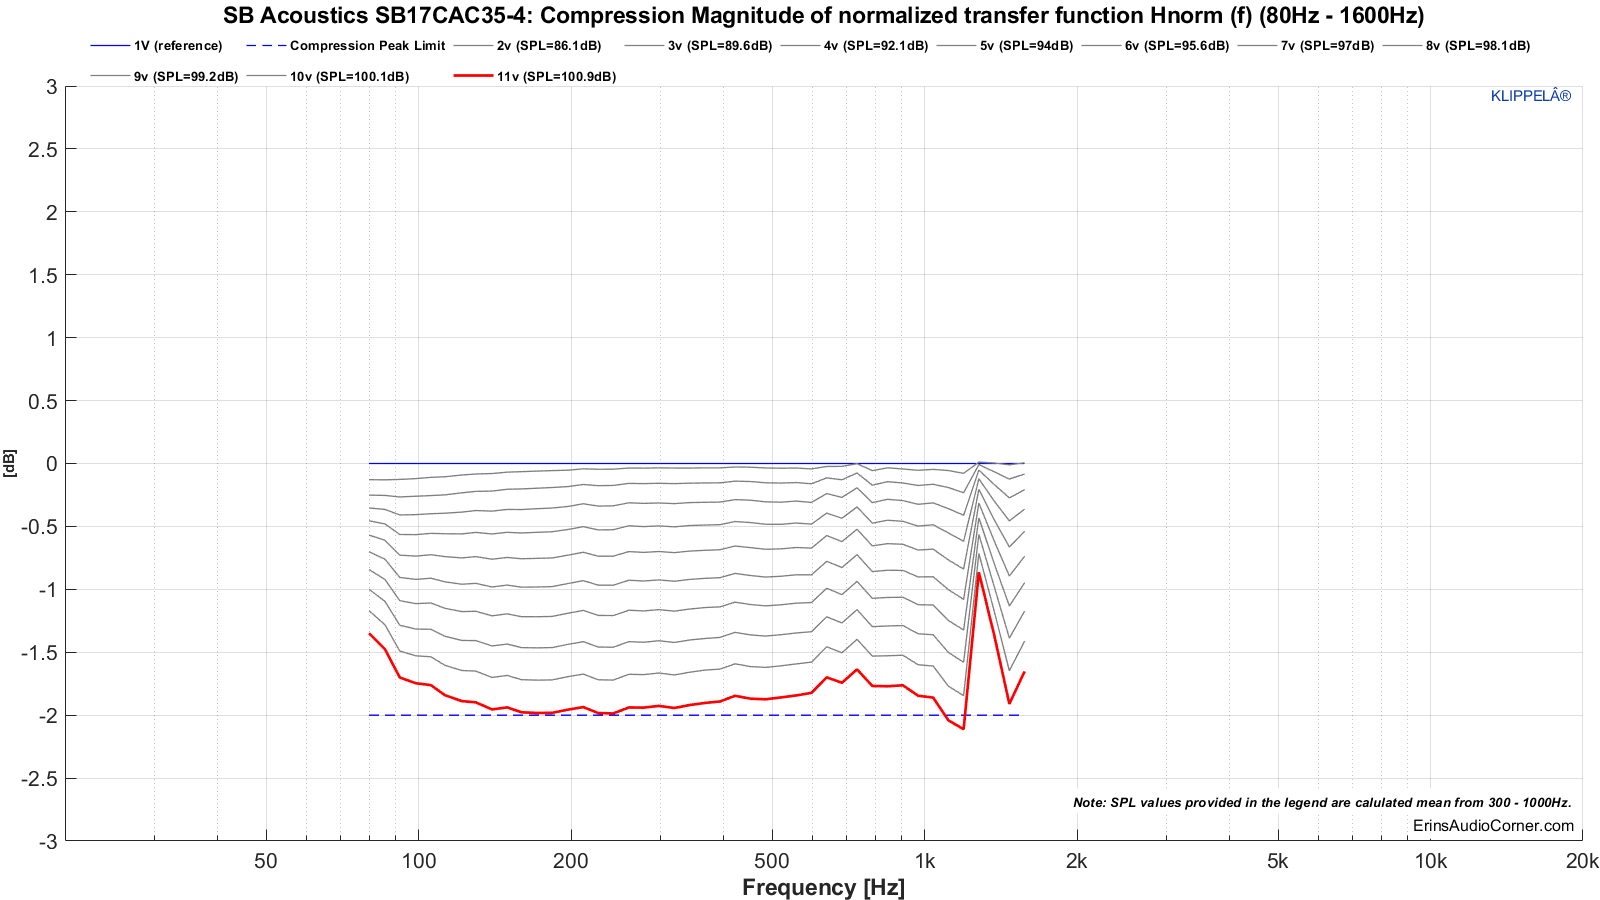 SB Acoustics SB17CAC35-4: Compression Magnitude of normalized transfer function Hnorm (f) (80Hz - 1600Hz)
1V (reference) Compression Peak Limit 2v (SPL=86.1dB) 3v (SPL=89.6dB) 4v (SPL=92.1dB) 5v (SPL=94dB) 6v (SPL=95.6dB) 7v (SPL=97dB) 8v (SPL=98.1dB)
9v (SPL=99.2dB) 10v (SPL=100.1dB) 11v (SPL=100.9dB)
KLIPPELÂ®
3
2.5
2
1.5
1
0.5
0
-0.5
-1
-1.5
-2
-2.5
-3
[dB]
Note: SPL values provided in the legend are calulated mean from 300 - 1000Hz.
ErinsAudioCorner.com
50 100 200 500 1k 2k 5k 10k 20k
Frequency [Hz]